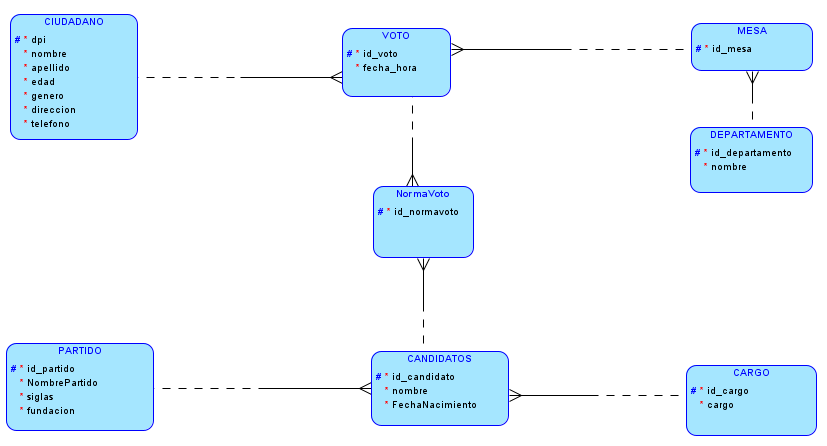 CIUDADANO
# * dpi
* nombre
* apellido
* edad
* genero
* direccion
* telefono
VOTO
# * id_voto
* fecha_hora
MESA
# * id_mesa
DEPARTAMENTO
# * id_departamento
* nombre
NormaVoto
# * id_normavoto
PARTIDO
# * id_partido
* NombrePartido
* siglas
* fundacion
CANDIDATOS
# * id_candidato
* nombre
* FechaNacimiento
CARGO
# * id_cargo
* cargo